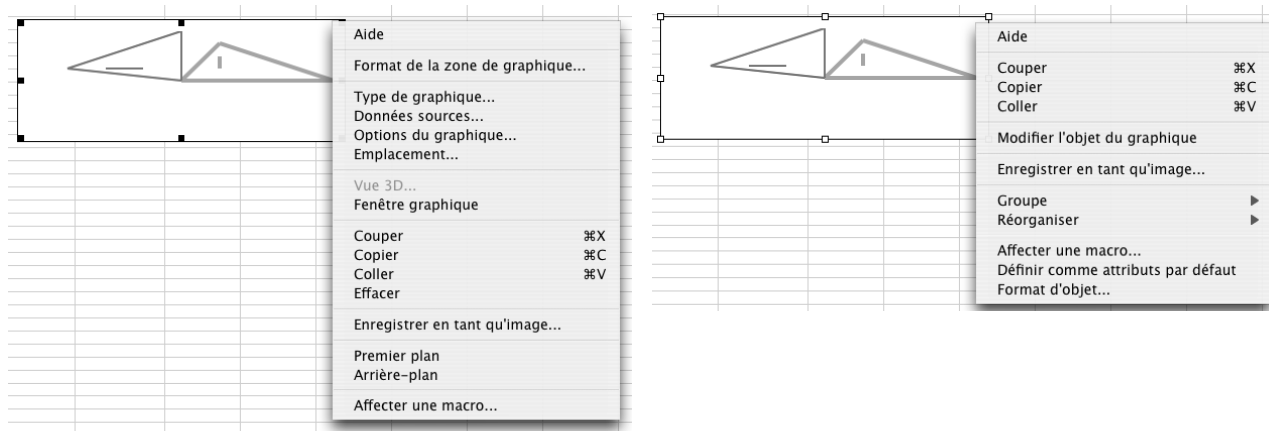 Aide
Format de la zone de graphique...
Type de graphique...
Données sources...
Options du graphique...
Emplacement...
Vue 3D...
Fenêtre graphique
Couper ⌘X
Copier ⌘C
Coller ⌘V
Effacer
Enregistrer en tant qu'image...
Premier plan
Arrière-plan
Affecter une macro...
Aide
Couper ⌘X
Copier ⌘C
Coller ⌘V
Modifier l'objet du graphique
Enregistrer en tant qu'image...
Groupe
Réorganiser
Affecter une macro...
Définir comme attributs par défaut
Format d'objet...